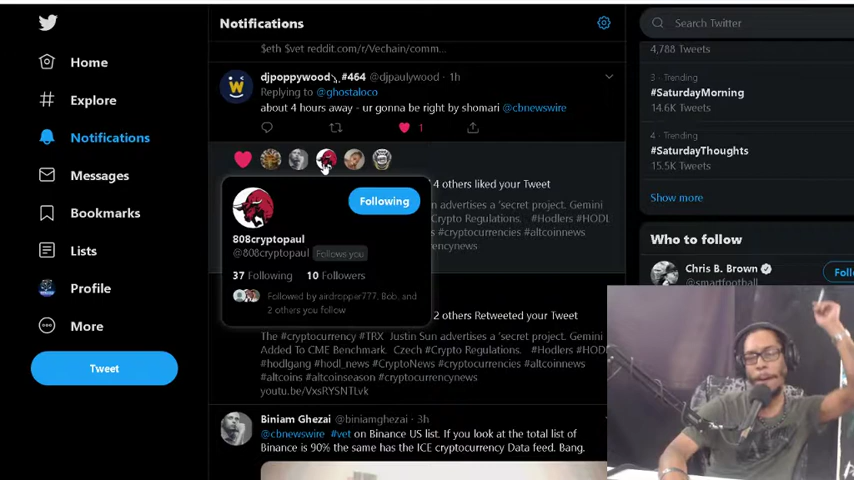 Notifications
Search Twitter
Home
Explore
Notifications
Messages
Bookmarks
Lists
Profile
More
Tweet
$eth $vet reddit.com/r/Vechain/comm...
djpoppywood #464 @djpaulywood · 1h
Replying to @ghostaloco
about 4 hours away - ur gonna be right by shomari @cbnewswire
1
4 others liked your Tweet
n advertises a 'secret project. Gemini
Crypto Regulations. #Hodlers #HODL
#cryptocurrencies #altcoinnews
encynews
Following
808cryptopaul
@808cryptopaul Follows you
37 Following 10 Followers
Followed by airdropper777, Bob, and
2 others you follow
2 others Retweeted your Tweet
The #cryptocurrency #TRX Justin Sun advertises a 'secret project. Gemini
Added To CME Benchmark. Czech #Crypto Regulations. #Hodlers #HOD
#hodlgang #hodl_news #CryptoNews #cryptocurrencies #altcoinnews
#altcoins #altcoinseason #cryptocurrencynews
youtu.be/VxsRYSNTLvk
Biniam Ghezai @biniamghezai · 3h
@cbnewswire #vet on Binance US list. If you look at the total list of
Binance is 90% the same has the ICE cryptocurrency Data feed. Bang.
4,788 Tweets
3 · Trending
#SaturdayMorning
14.6K Tweets
4 · Trending
#SaturdayThoughts
15.5K Tweets
Show more
Who to follow
Chris B. Brown
@smartfootball
Follo